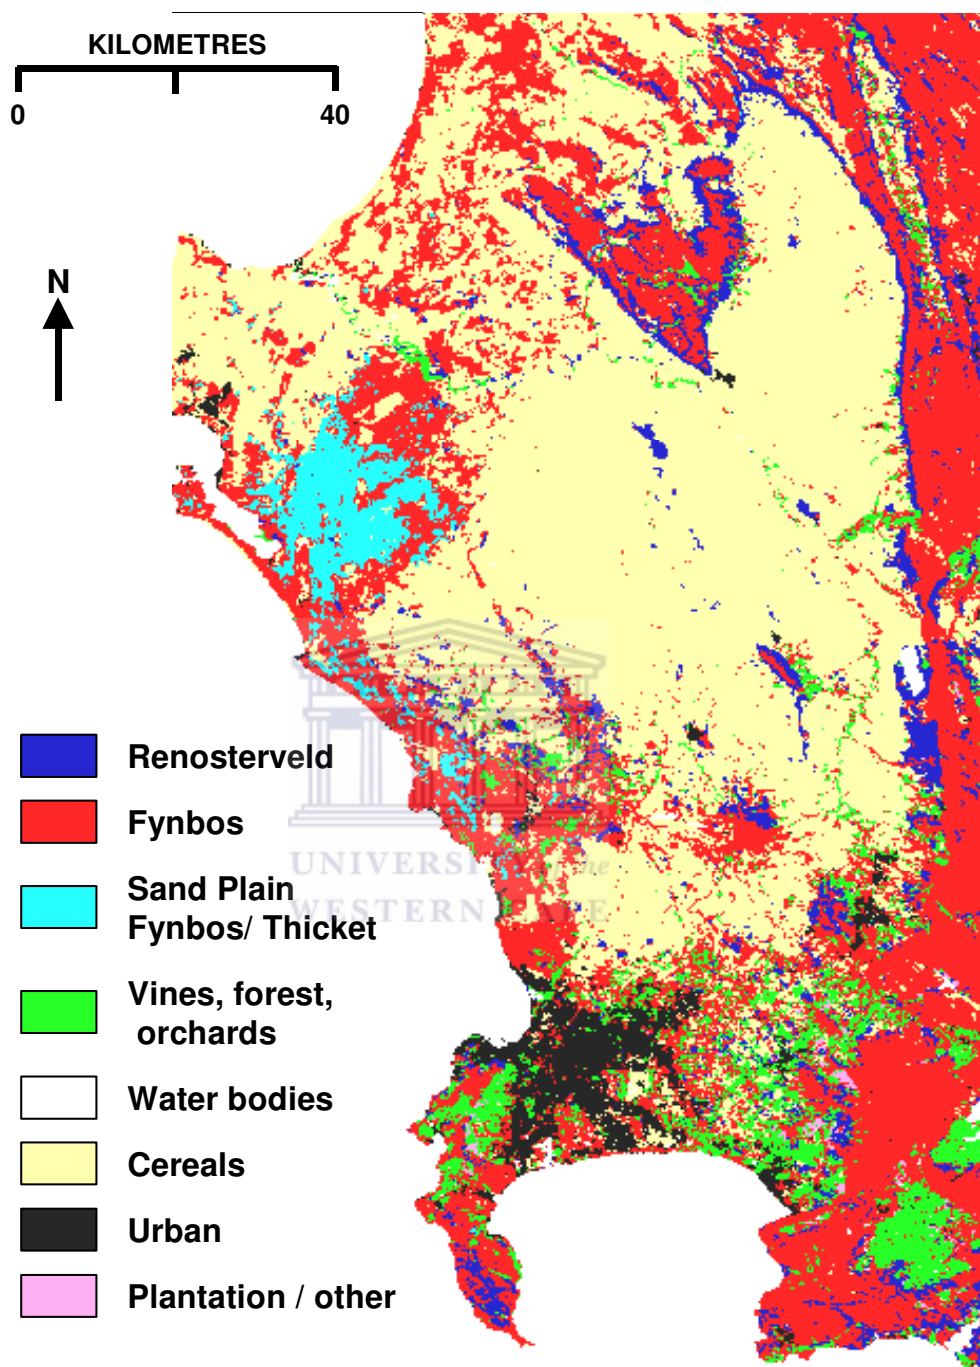 KILOMETRES
0 40
N
Renosterveld
Fynbos
Sand Plain
Fynbos/ Thicket
UNIVERSITY of the
WESTERN CAPE
Vines, forest,
orchards
Water bodies
Cereals
Urban
Plantation / other